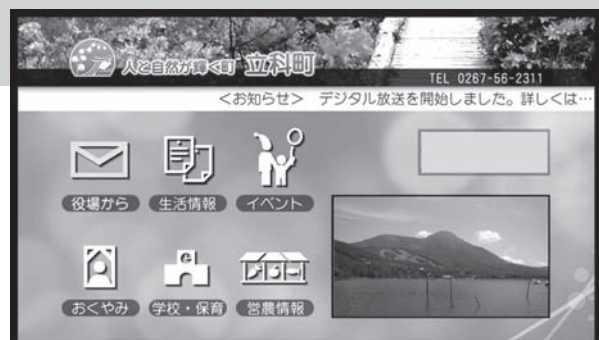 人と自然が輝く町 立科町
TEL 0267-56-2311
<お知らせ> デジタル放送を開始しました。詳しくは…
役場から 生活情報 イベント
おくやみ 学校・保育 営農情報